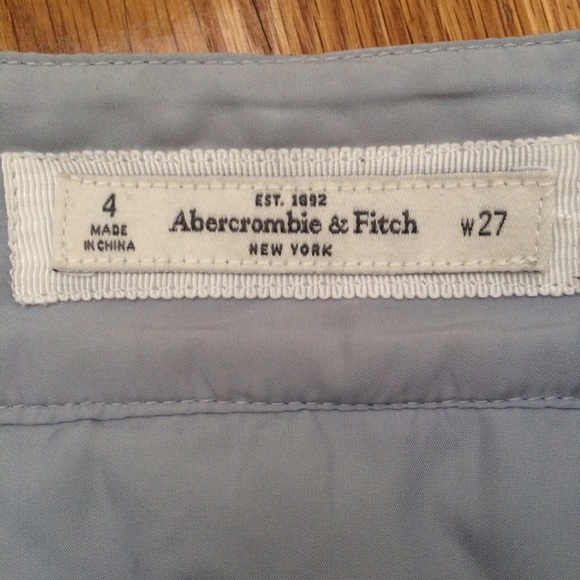 4
MADE
IN CHINA
EST. 1892
Abercrombie & Fitch
NEW YORK
W27